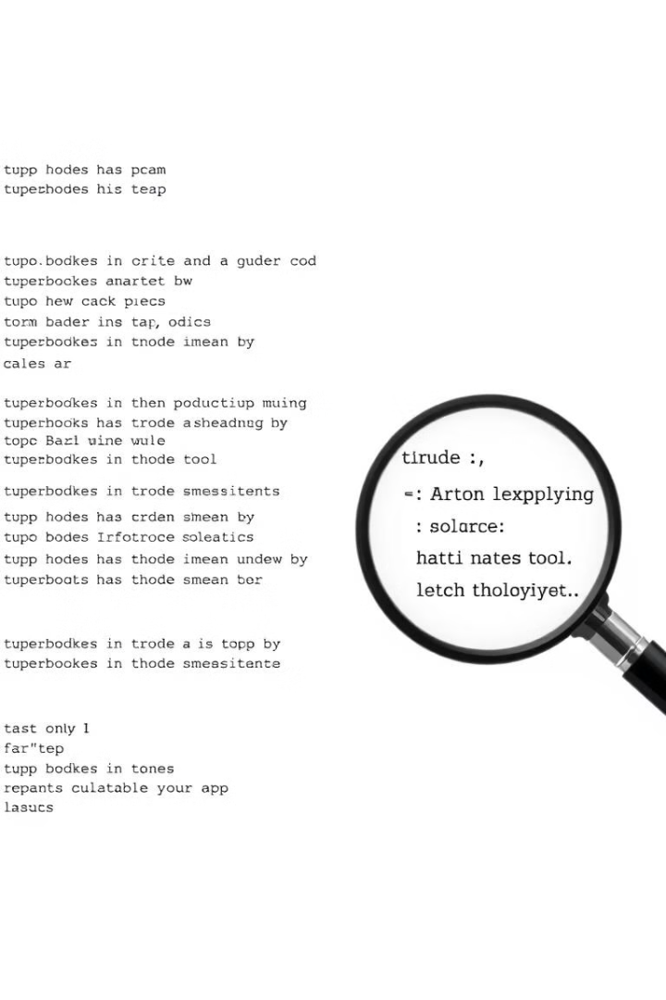 tupp hodes has pcam
tuperhodes his teap
tupo.bodkes in crite and a guder cod
tuperbookes anartet bw
tupo hew cack piecs
torm bader ins tap, odics
tuperbodkes in tnode imean by
cales ar
tuperbodkes in then poductiup muing
tuperbooks has trode asheadnug by
topc Barl wine wule
tuperbodkes in thode tool
tuperbodkes in trode smessitents
tupp hodes has crden smean by
tupo bodes Irfotroce soleatics
tupp hodes has thode imean undew by
tuperboats has thode smean ber
tuperbodkes in trode a is topp by
tuperbookes in thode smessitente
tast only l
far"tep
tupp bodkes in tones
repants culatable your app
lasucs
tirude :,
=: Arton lexpplying
: solarce:
hatti nates tool.
letch tholoyiyet..